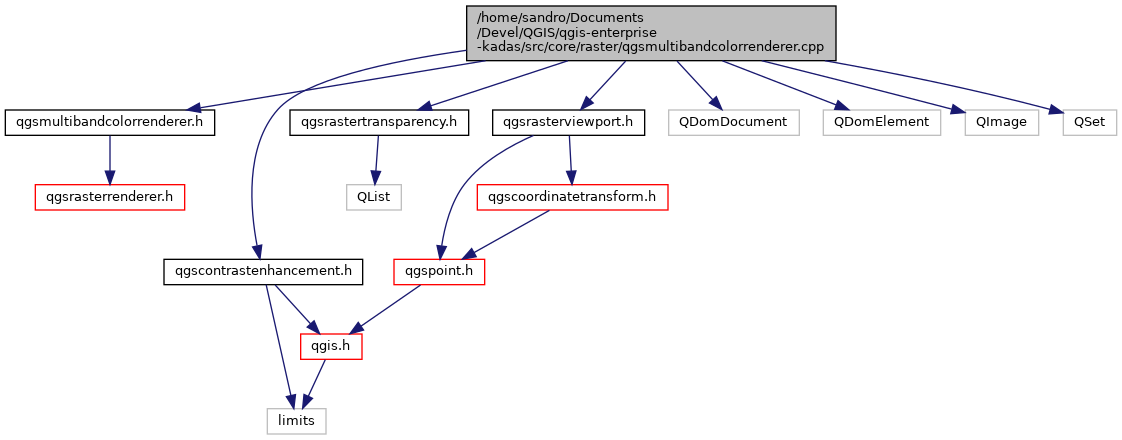 /home/sandro/Documents
/Devel/QGIS/qgis-enterprise
-kadas/src/core/raster/qgsmultibandcolorrenderer.cpp
qgsmultibandcolorrenderer.h
qgsrastertransparency.h
qgsrasterviewport.h
QDomDocument
QDomElement
QImage
QSet
qgsrasterrenderer.h
QList
qgscoordinatetransform.h
qgscontrastenhancement.h
qgspoint.h
qgis.h
limits